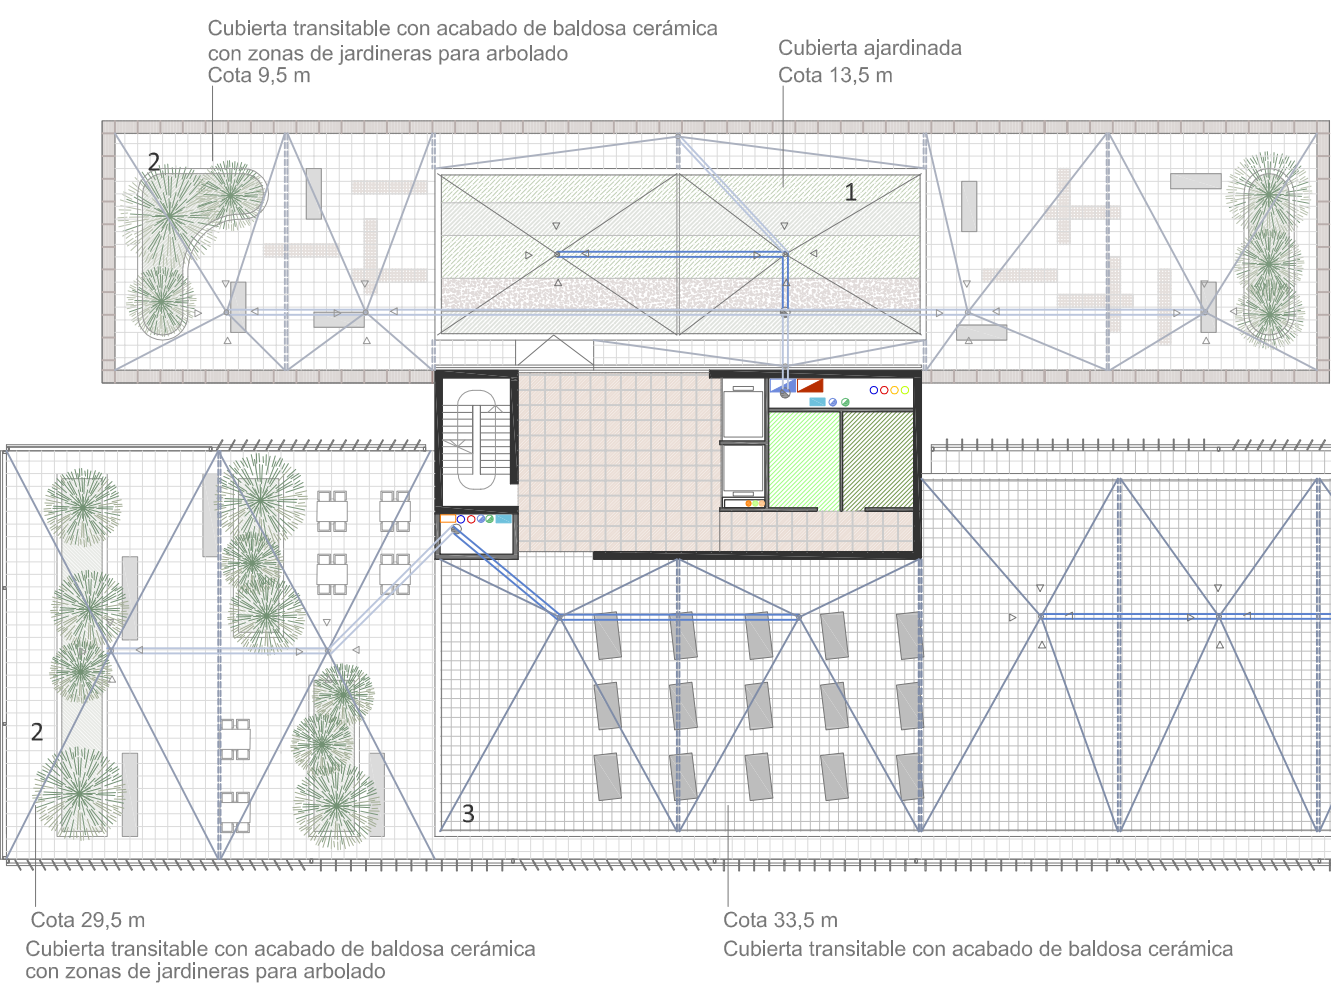 Cubierta transitable con acabado de baldosa cerámica
con zonas de jardineras para arbolado
Cota 9,5 m
Cubierta ajardinada
Cota 13,5 m
2
1
2
3
Cota 29,5 m
Cubierta transitable con acabado de baldosa cerámica
con zonas de jardineras para arbolado
Cota 33,5 m
Cubierta transitable con acabado de baldosa cerámica